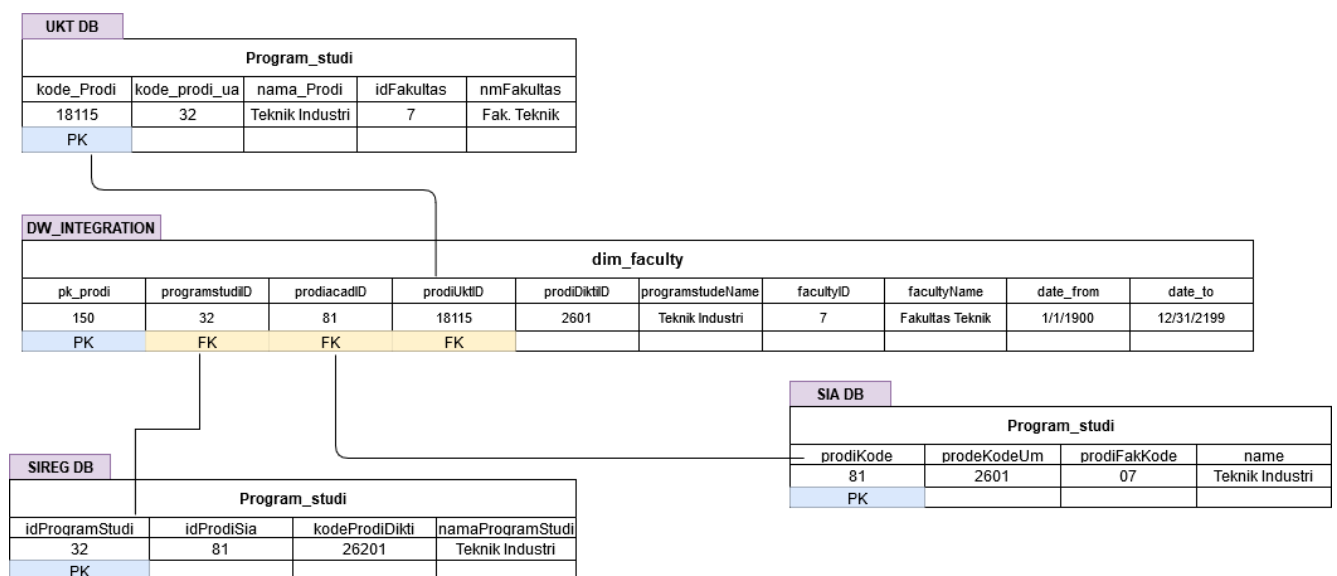 UKT DB
Program_studi
kode_Prodi kode_prodi_ua nama_Prodi idFakultas nmFakultas
18115 32 Teknik Industri 7 Fak. Teknik
PK
DW_INTEGRATION
dim_faculty
pk_prodi programstudiID prodiacadID prodiUktID prodiDiktiID programstudeName facultyID facultyName date_from date_to
150 32 81 18115 2601 Teknik Industri 7 Fakultas Teknik 1/1/1900 12/31/2199
PK FK FK FK
SIA DB
Program_studi
prodiKode prodeKodeUm prodiFakKode name
81 2601 07 Teknik Industri
PK
SIREG DB
Program_studi
idProgramStudi idProdiSia kodeProdiDikti namaProgramStudi
32 81 26201 Teknik Industri
PK